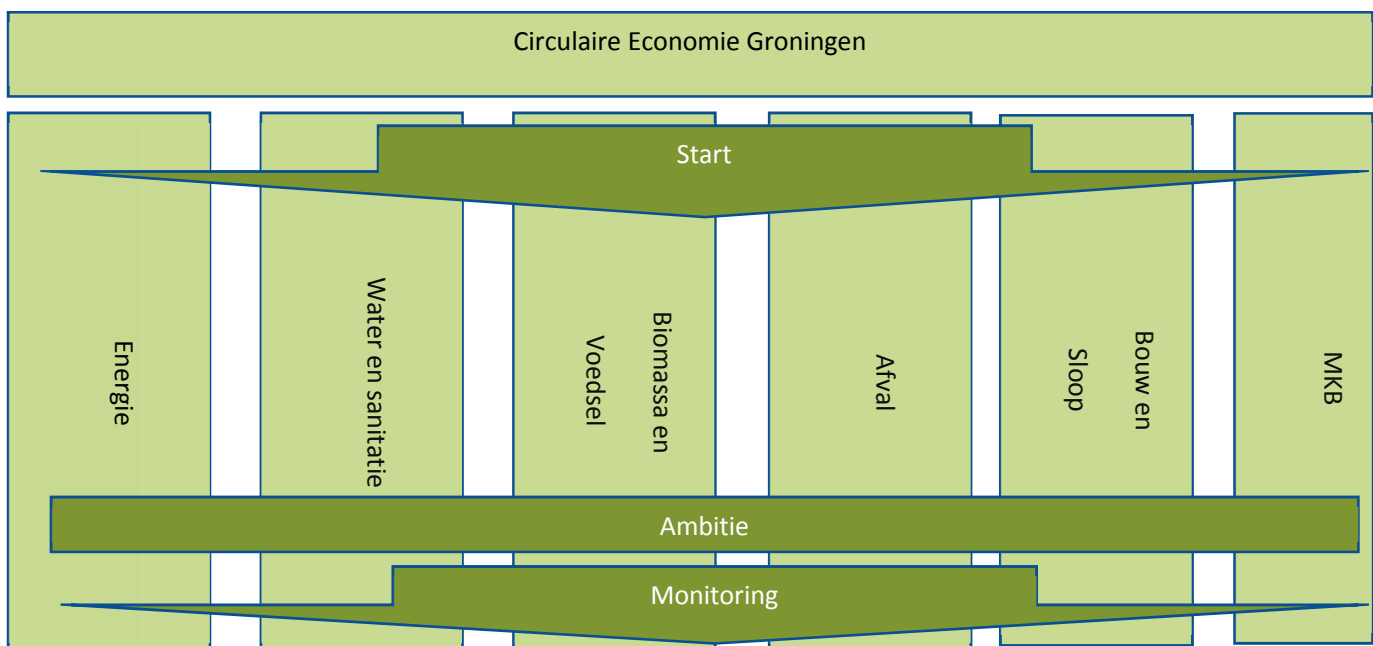 Circulaire Economie Groningen
Start
Energie
Water en sanitatie
Biomassa en
Voedsel
Afval
Bouw en
Sloop
MKB
Ambitie
Monitoring